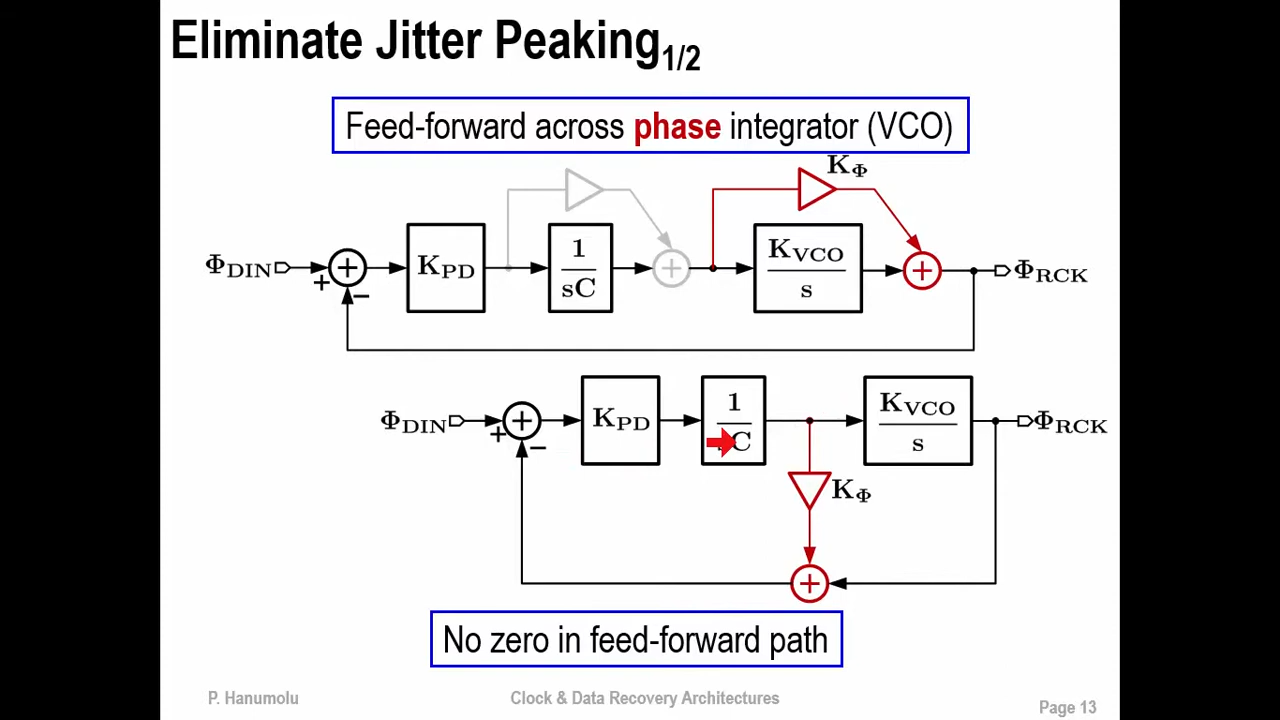 Eliminate Jitter Peaking1/2
Feed-forward across phase integrator (VCO)
KΦ
ΦDIN + + − KPD 1/sC + KVCO/s + ΦRCK
ΦDIN + + − KPD 1/sC KVCO/s ΦRCK
KΦ
+
No zero in feed-forward path
P. Hanumolu Clock & Data Recovery Architectures Page 13